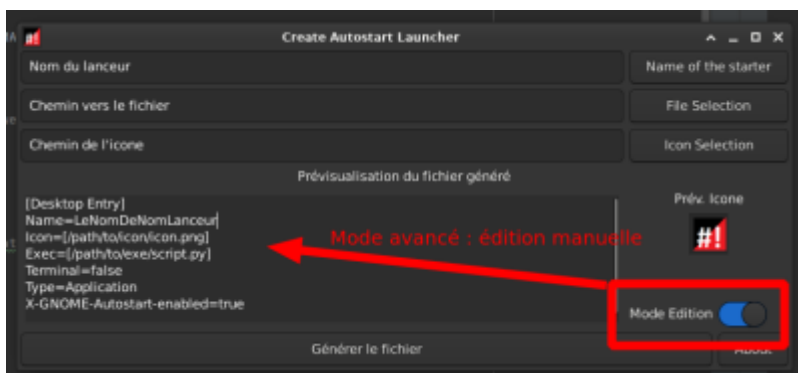 MA
#!
Create Autostart Launcher
Nom du lanceur
Name of the starter
Chemin vers le fichier
File Selection
Chemin de l'icone
Icon Selection
Prévisualisation du fichier généré
[Desktop Entry]
Name=LeNomDeNomLanceur
Icon=[/path/to/icon/icon.png]
Exec=[/path/to/exe/script.py]
Terminal=false
Type=Application
X-GNOME-Autostart-enabled=true
Mode avancé : édition manuelle
Prév. Icone
#!
Mode Edition
Générer le fichier
About